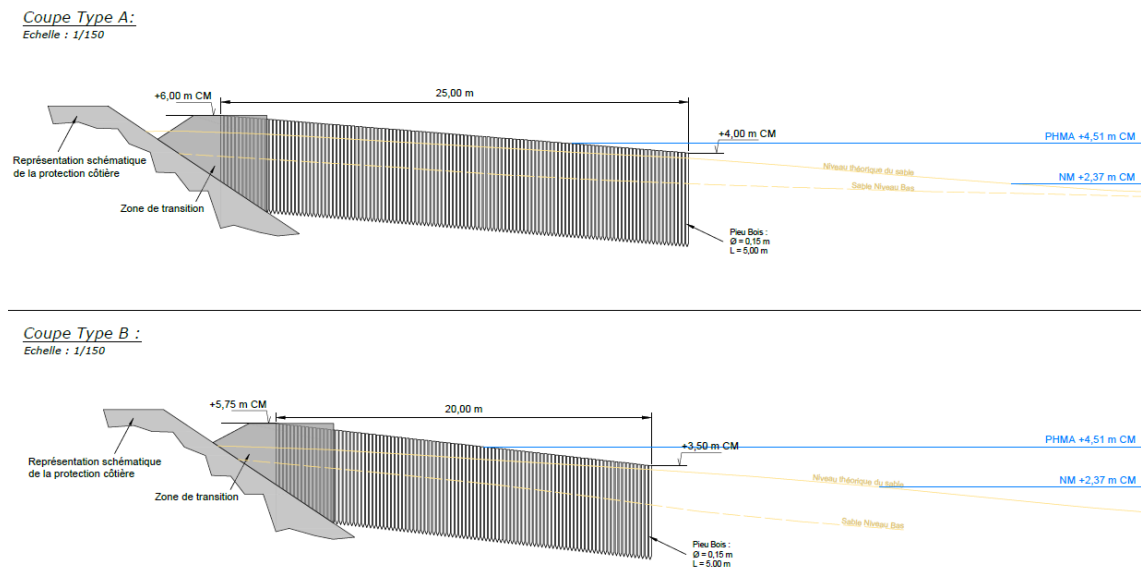 Coupe Type A:
Echelle : 1/150
+6,00 m CM
25,00 m
+4,00 m CM
PHMA +4,51 m CM
Représentation schématique
de la protection côtière
Niveau théorique du sable
NM +2,37 m CM
Sable Niveau Bas
Zone de transition
Pieu Bois :
Ø = 0,15 m
L = 5,00 m
Coupe Type B :
Echelle : 1/150
+5,75 m CM
20,00 m
+3,50 m CM
PHMA +4,51 m CM
Représentation schématique
de la protection côtière
Niveau théorique du sable
NM +2,37 m CM
Zone de transition
Sable Niveau Bas
Pieu Bois :
Ø = 0,15 m
L = 5,00 m